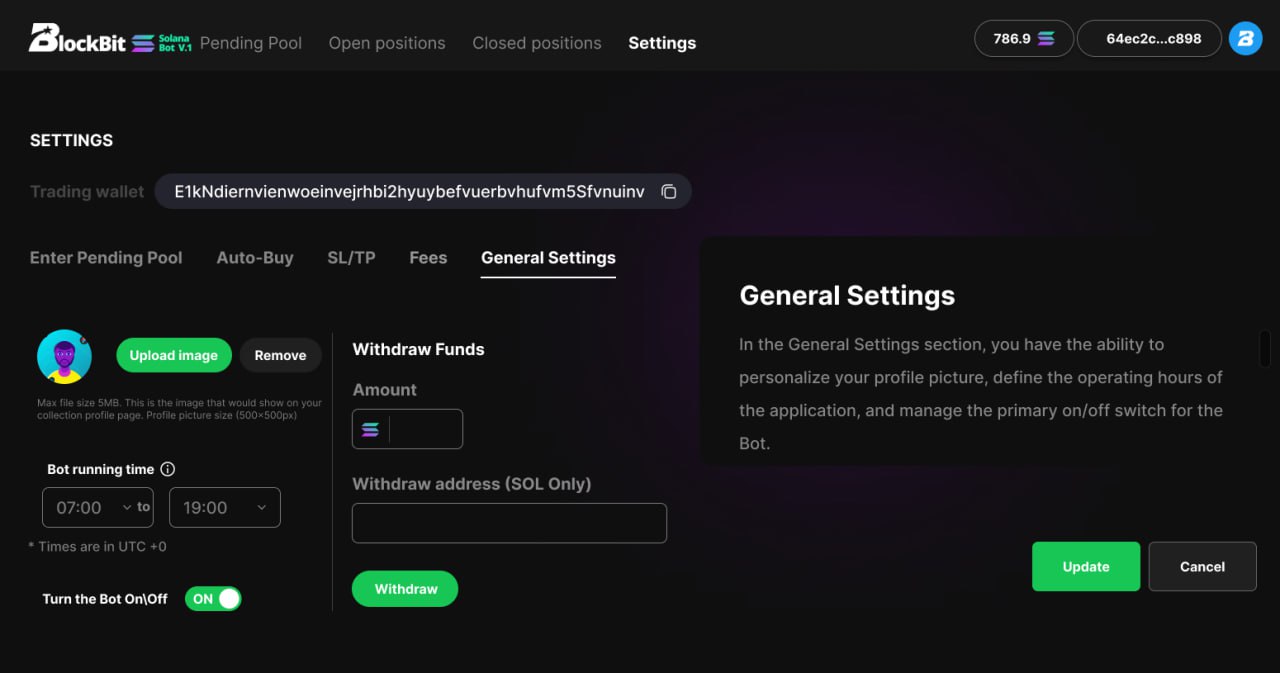 BlockBit Solana Bot V.1 Pending Pool Open positions Closed positions Settings 786.9 64ec2c...c898
SETTINGS
Trading wallet E1kNdiernvienwoeinvejrhbi2hyuybefvuerbvhufvm5Sfvnuinv
Enter Pending Pool Auto-Buy SL/TP Fees General Settings
Upload image Remove
Max file size 5MB. This is the image that would show on your
collection profile page. Profile picture size (500×500px)
Bot running time
07:00 to 19:00
* Times are in UTC +0
Turn the Bot On\Off ON
Withdraw Funds
Amount
Withdraw address (SOL Only)
Withdraw
General Settings
In the General Settings section, you have the ability to
personalize your profile picture, define the operating hours of
the application, and manage the primary on/off switch for the
Bot.
Update Cancel